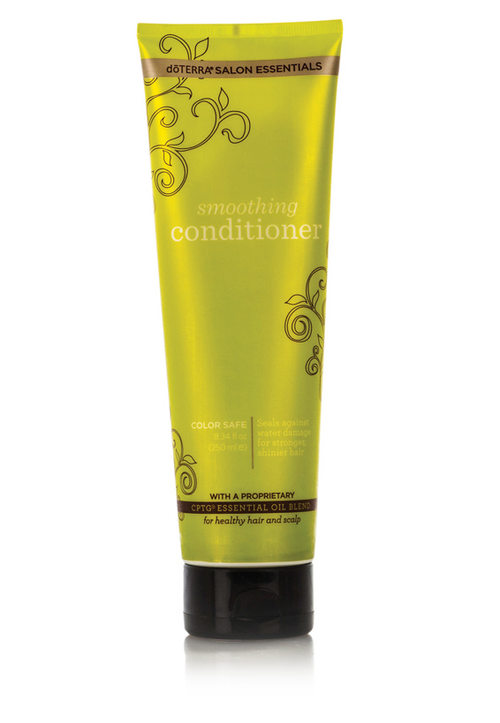 dōTERRA® SALON ESSENTIALS
smoothing
conditioner
COLOR SAFE
8.34 fl oz
(250 ml ℮)
Seals against
water damage
for stronger,
shinier hair.
WITH A PROPRIETARY
CPTG® ESSENTIAL OIL BLEND
for healthy hair and scalp